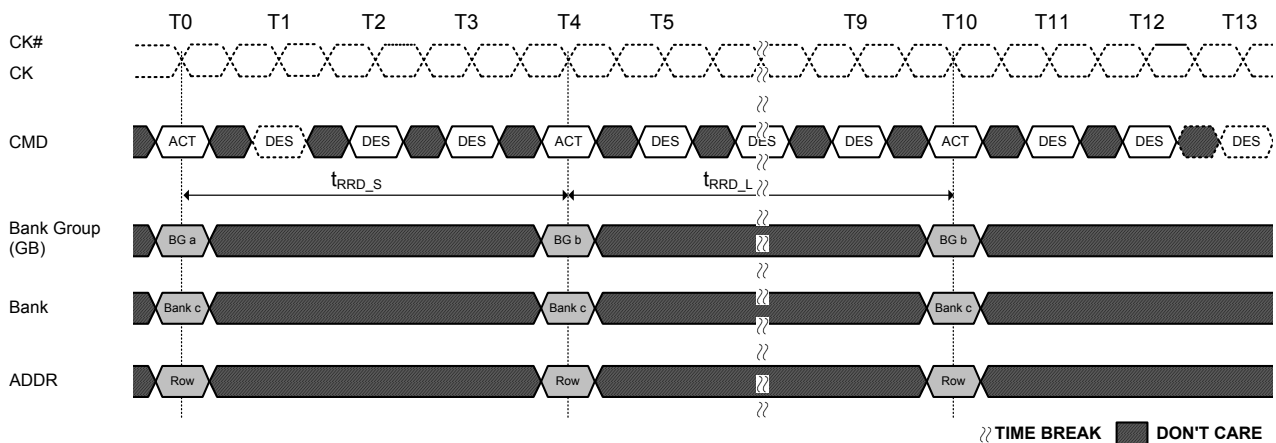 T0 T1 T2 T3 T4 T5 T9 T10 T11 T12 T13
CK#
CK
CMD ACT DES DES DES ACT DES DES DES ACT DES DES DES
tRRD_S tRRD_L
Bank Group
(GB)
BG a BG b BG b
Bank Bank c Bank c Bank c
ADDR Row Row Row
TIME BREAK DON'T CARE